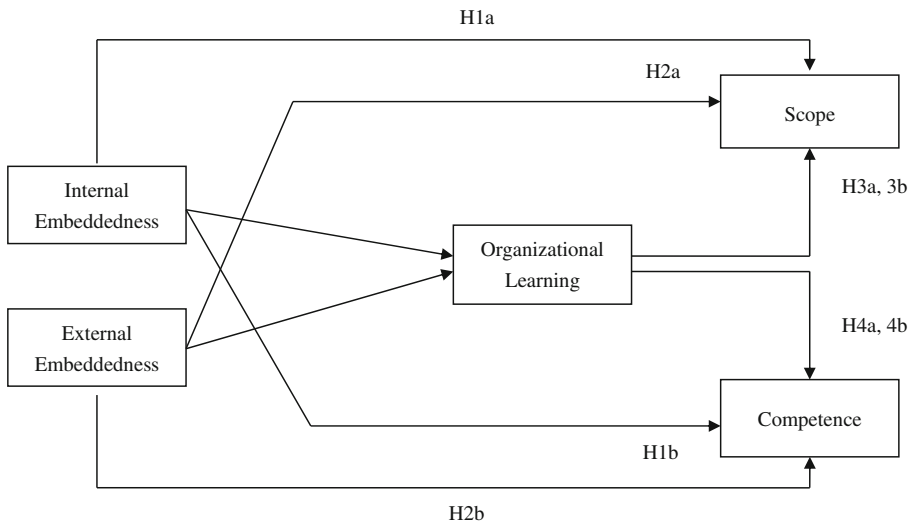 H1a
H2a
Scope
Internal
Embeddedness
H3a, 3b
Organizational
Learning
External
Embeddedness
H4a, 4b
Competence
H1b
H2b